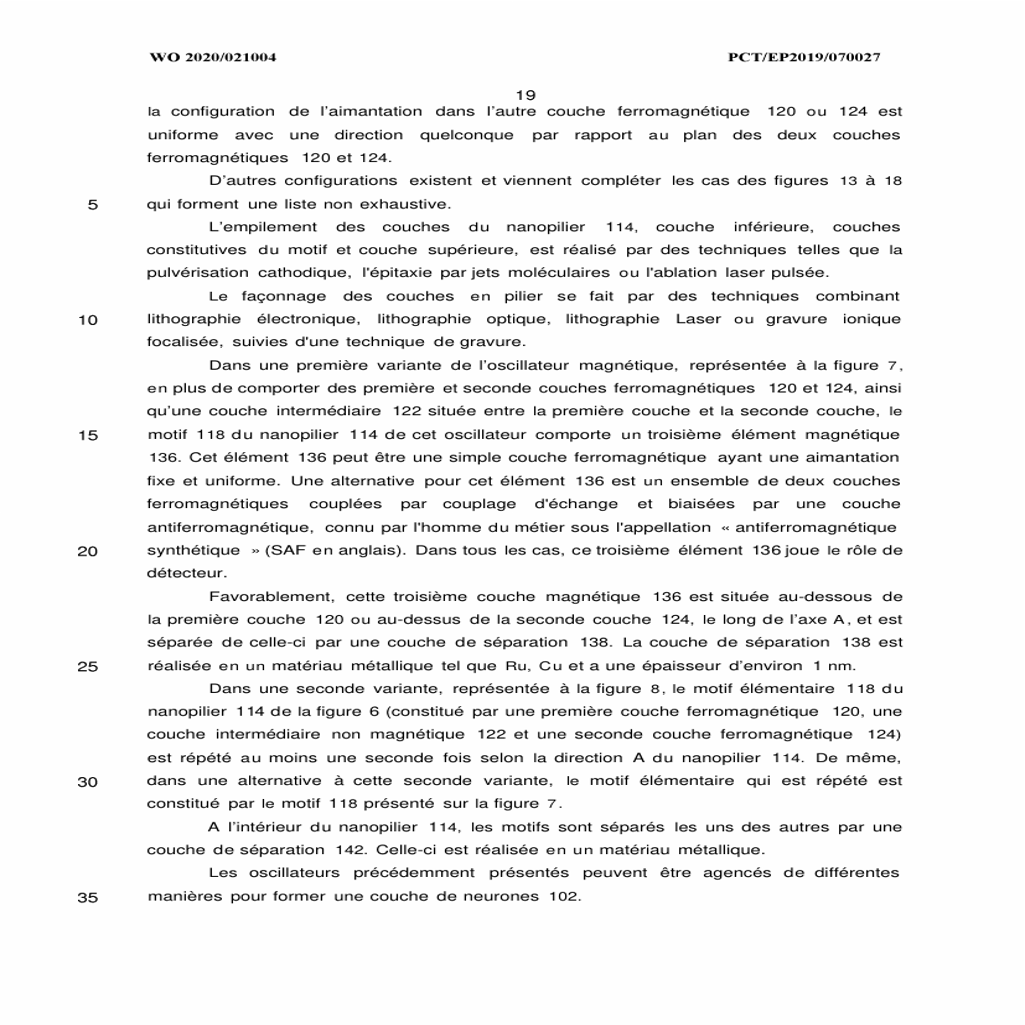 WO 2020/021004 PCT/EP2019/070027
19
la configuration de l'aimantation dans l'autre couche ferromagnétique 120 ou 124 est
uniforme avec une direction quelconque par rapport au plan des deux couches
ferromagnétiques 120 et 124.
D'autres configurations existent et viennent compléter les cas des figures 13 à 18
5 qui forment une liste non exhaustive.
L'empilement des couches du nanopilier 114, couche inférieure, couches
constitutives du motif et couche supérieure, est réalisé par des techniques telles que la
pulvérisation cathodique, l'épitaxie par jets moléculaires ou l'ablation laser pulsée.
Le façonnage des couches en pilier se fait par des techniques combinant
10 lithographie électronique, lithographie optique, lithographie Laser ou gravure ionique
focalisée, suivies d'une technique de gravure.
Dans une première variante de l'oscillateur magnétique, représentée à la figure 7,
en plus de comporter des première et seconde couches ferromagnétiques 120 et 124, ainsi
qu'une couche intermédiaire 122 située entre la première couche et la seconde couche, le
15 motif 118 du nanopilier 114 de cet oscillateur comporte un troisième élément magnétique
136. Cet élément 136 peut être une simple couche ferromagnétique ayant une aimantation
fixe et uniforme. Une alternative pour cet élément 136 est un ensemble de deux couches
ferromagnétiques couplées par couplage d'échange et biaisées par une couche
antiferromagnétique, connu par l'homme du métier sous l'appellation « antiferromagnétique
20 synthétique » (SAF en anglais). Dans tous les cas, ce troisième élément 136 joue le rôle de
détecteur.
Favorablement, cette troisième couche magnétique 136 est située au-dessous de
la première couche 120 ou au-dessus de la seconde couche 124, le long de l'axe A, et est
séparée de celle-ci par une couche de séparation 138. La couche de séparation 138 est
25 réalisée en un matériau métallique tel que Ru, Cu et a une épaisseur d'environ 1 nm.
Dans une seconde variante, représentée à la figure 8, le motif élémentaire 118 du
nanopilier 114 de la figure 6 (constitué par une première couche ferromagnétique 120, une
couche intermédiaire non magnétique 122 et une seconde couche ferromagnétique 124)
est répété au moins une seconde fois selon la direction A du nanopilier 114. De même,
30 dans une alternative à cette seconde variante, le motif élémentaire qui est répété est
constitué par le motif 118 présenté sur la figure 7.
A l'intérieur du nanopilier 114, les motifs sont séparés les uns des autres par une
couche de séparation 142. Celle-ci est réalisée en un matériau métallique.
Les oscillateurs précédemment présentés peuvent être agencés de différentes
35 manières pour former une couche de neurones 102.